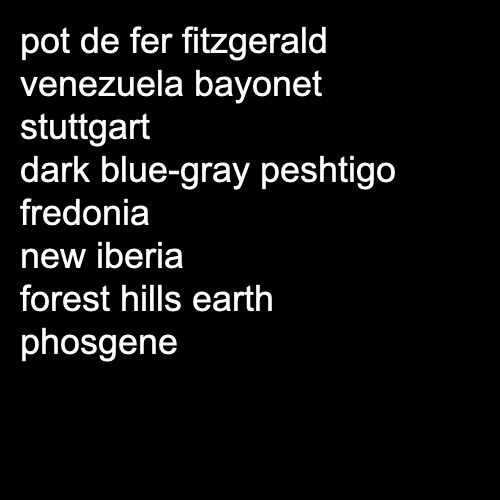 pot de fer fitzgerald
venezuela bayonet
stuttgart
dark blue-gray peshtigo
fredonia
new iberia
forest hills earth
phosgene